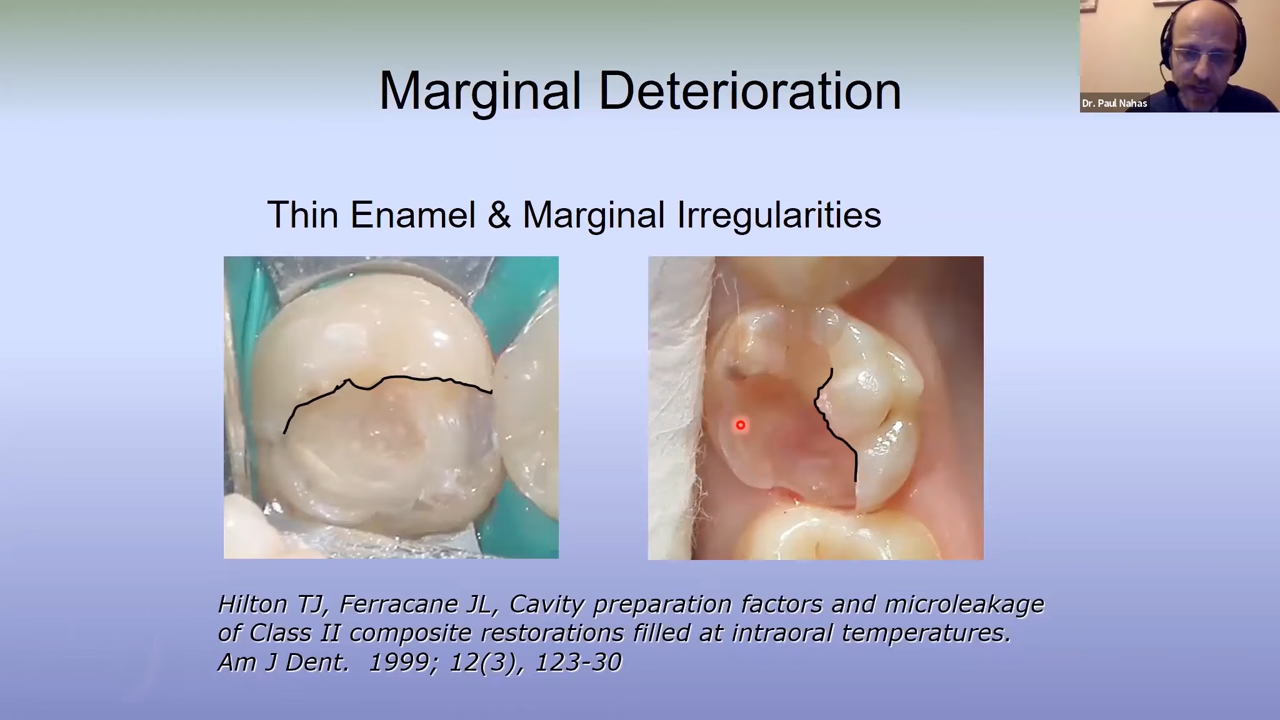 Dr. Paul Nahas
Marginal Deterioration
Thin Enamel & Marginal Irregularities
Hilton TJ, Ferracane JL, Cavity preparation factors and microleakage
of Class II composite restorations filled at intraoral temperatures.
Am J Dent.  1999; 12(3), 123-30